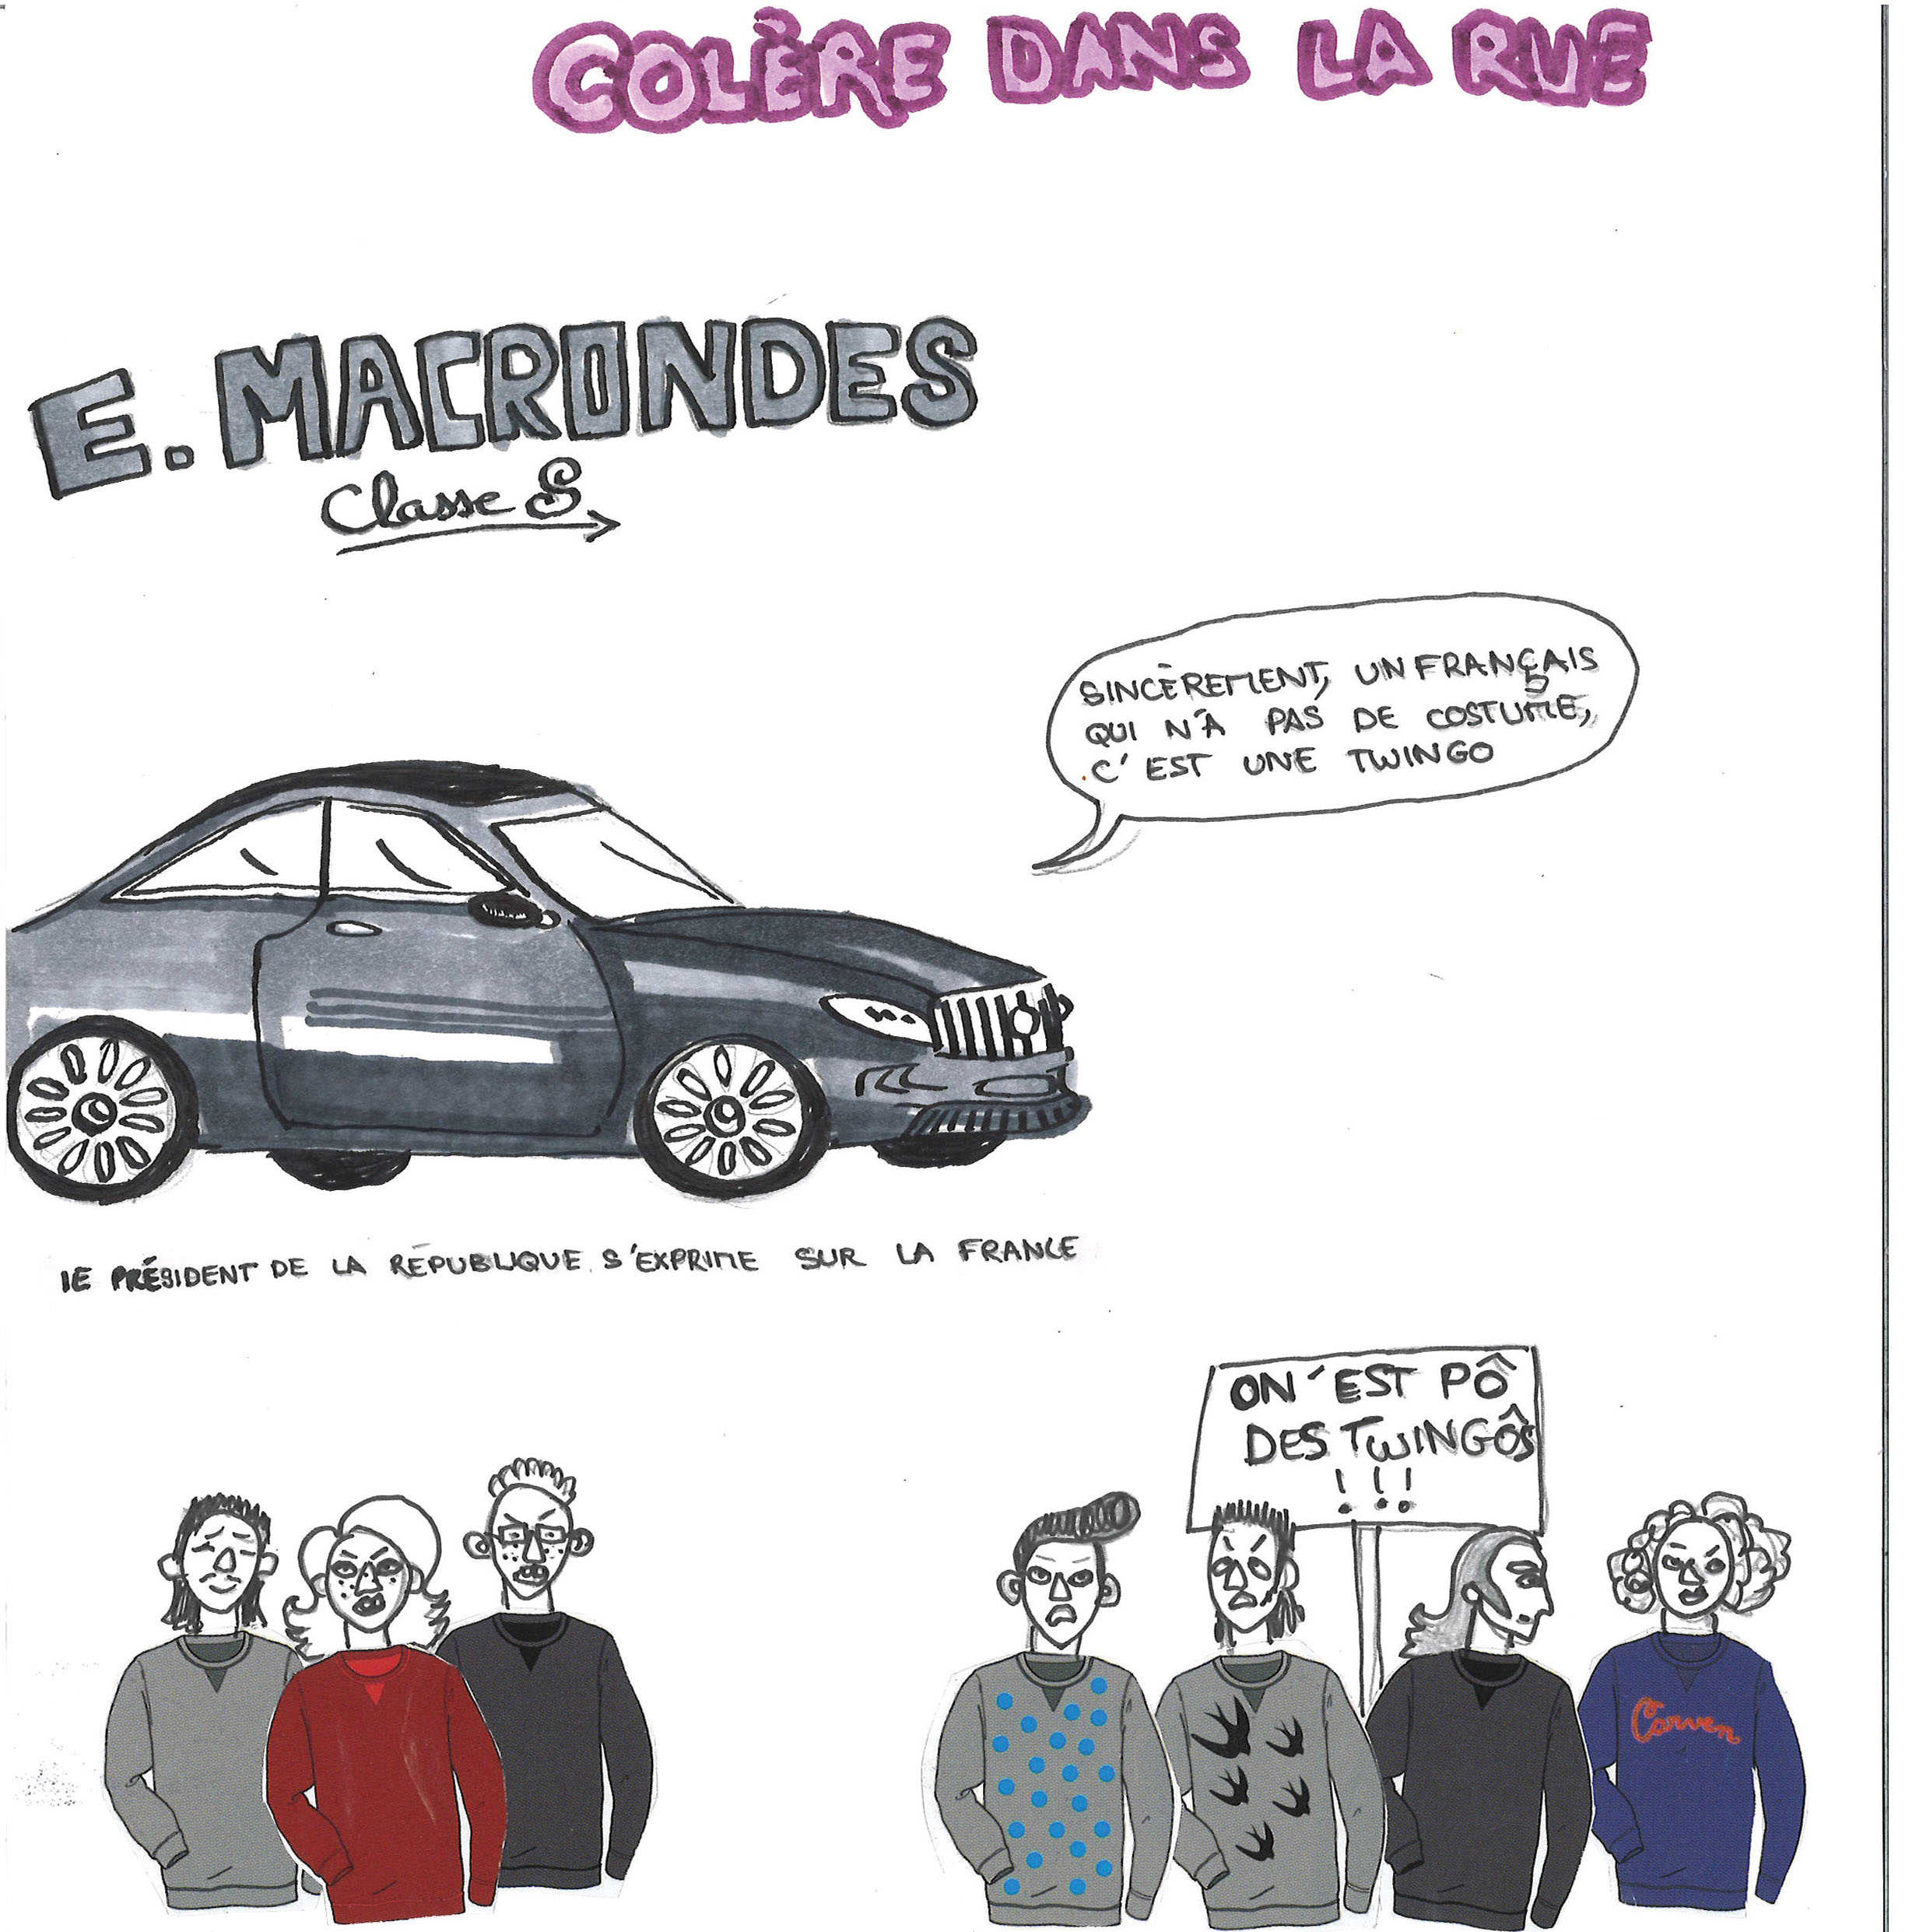 COLÈRE DANS LA RUE
E. MACRONDES
Classe S
SINCÈREMENT, UN FRANÇAIS
QUI N'A PAS DE COSTUME,
C'EST UNE TWINGO
LE PRÉSIDENT DE LA RÉPUBLIQUE S'EXPRIME SUR LA FRANCE
ON'EST PÔ
DES TWINGÔS
!!!
Carven